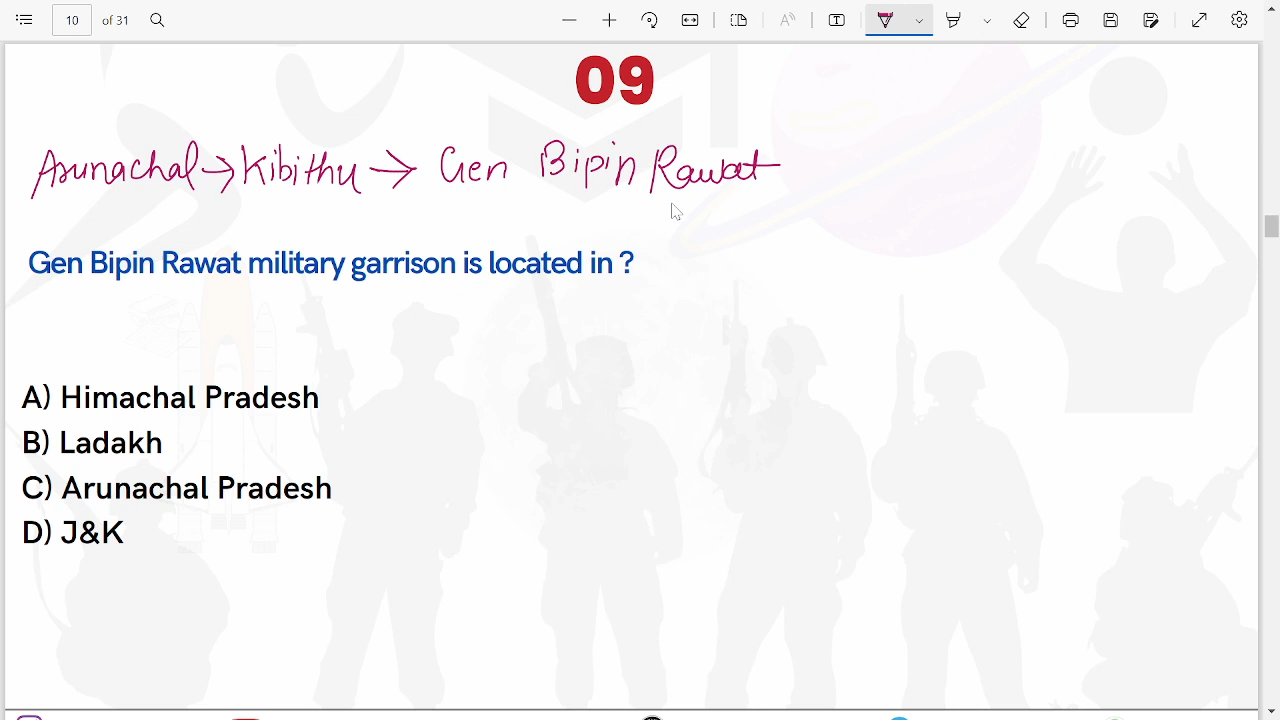 10 of 31
09
Arunachal → Kibithu → Gen Bipin Rawat
Gen Bipin Rawat military garrison is located in ?
A) Himachal Pradesh
B) Ladakh
C) Arunachal Pradesh
D) J&K